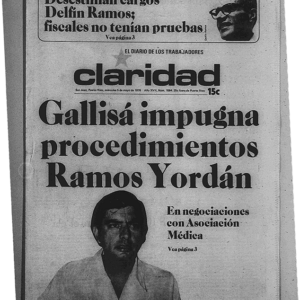 Desestiman cargos
Delfín Ramos;
fiscales no tenían pruebas
Vea página 3
EL DIARIO DE LOS TRABAJADORES
claridad
15c
Gallisá impugna
procedimientos
Ramos Yordán
En negociaciones
con Asociación
Médica
Vea página 3